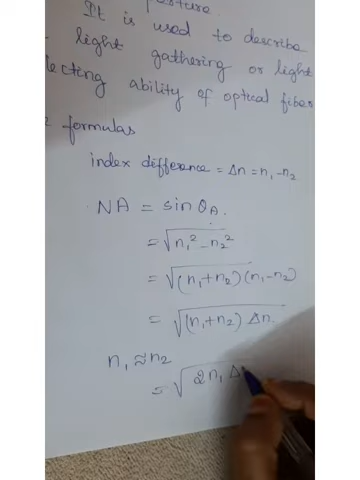 It is used to describe
light gathering or light
lecting ability of optical fiber
formulas
index difference = Δn = n₁-n₂
NA = sin θA.
= √n₁²-n₂²
= √(n₁+n₂)(n₁-n₂)
= √(n₁+n₂) Δn
n₁ ≈ n₂
= √2n₁ Δ